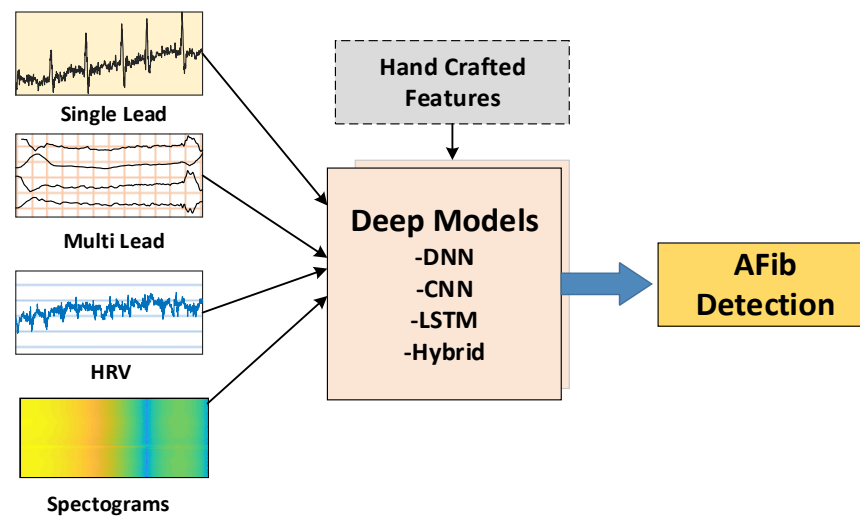 Single Lead
Multi Lead
HRV
Spectograms
Hand Crafted
Features
Deep Models
-DNN
-CNN
-LSTM
-Hybrid
AFib
Detection